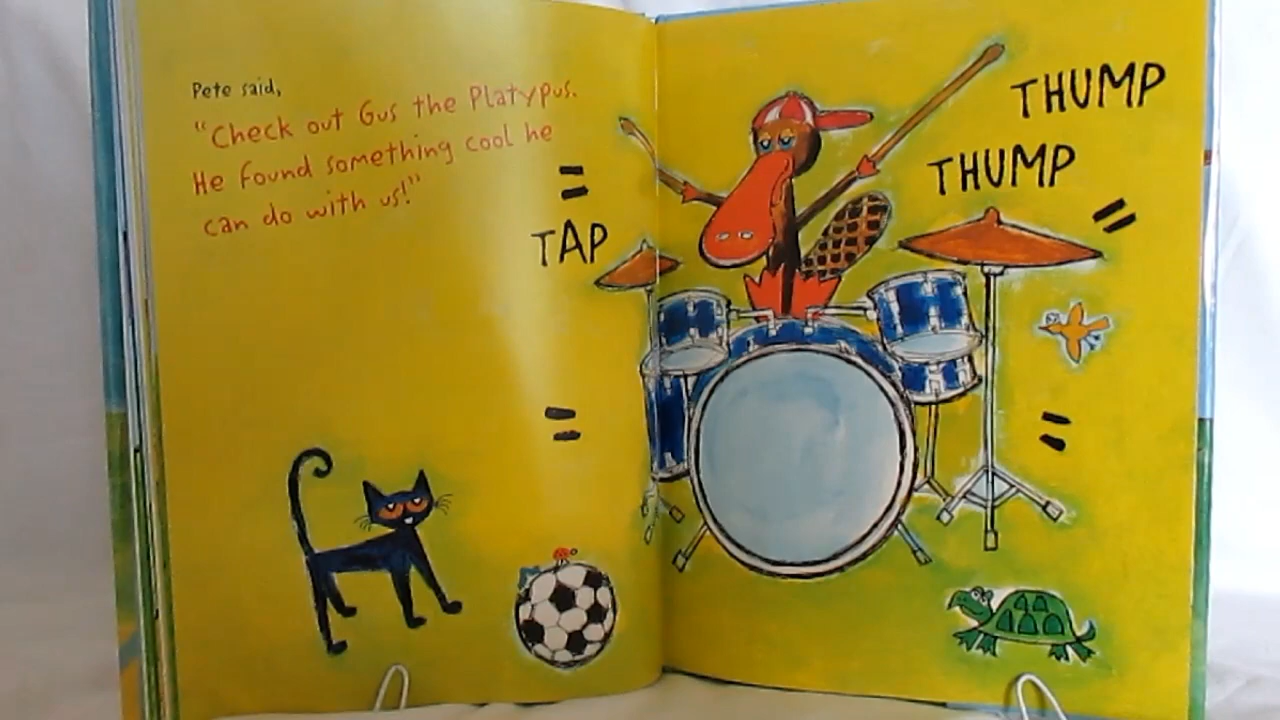 Pete said,
"Check out Gus the Platypus.
He found something cool he
can do with us!"
TAP
THUMP
THUMP